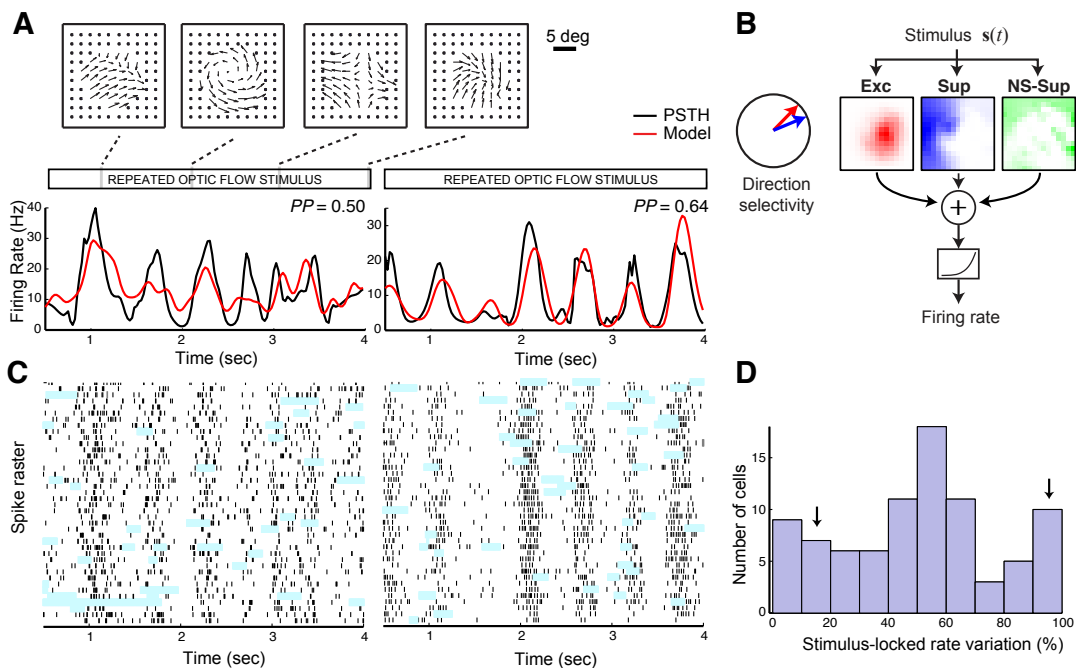 A
5 deg
PSTH
Model
REPEATED OPTIC FLOW STIMULUS
REPEATED OPTIC FLOW STIMULUS
Firing Rate (Hz)
40
30
20
10
0
PP = 0.50
1
2
3
4
Time (sec)
30
20
10
0
PP = 0.64
1
2
3
4
Time (sec)
B
Stimulus s(t)
Exc
Sup
NS-Sup
Direction
selectivity
+
Firing rate
C
Spike raster
1
2
3
4
Time (sec)
1
2
3
4
Time (sec)
D
Number of cells
15
10
5
0
0
20
40
60
80
100
Stimulus-locked rate variation (%)